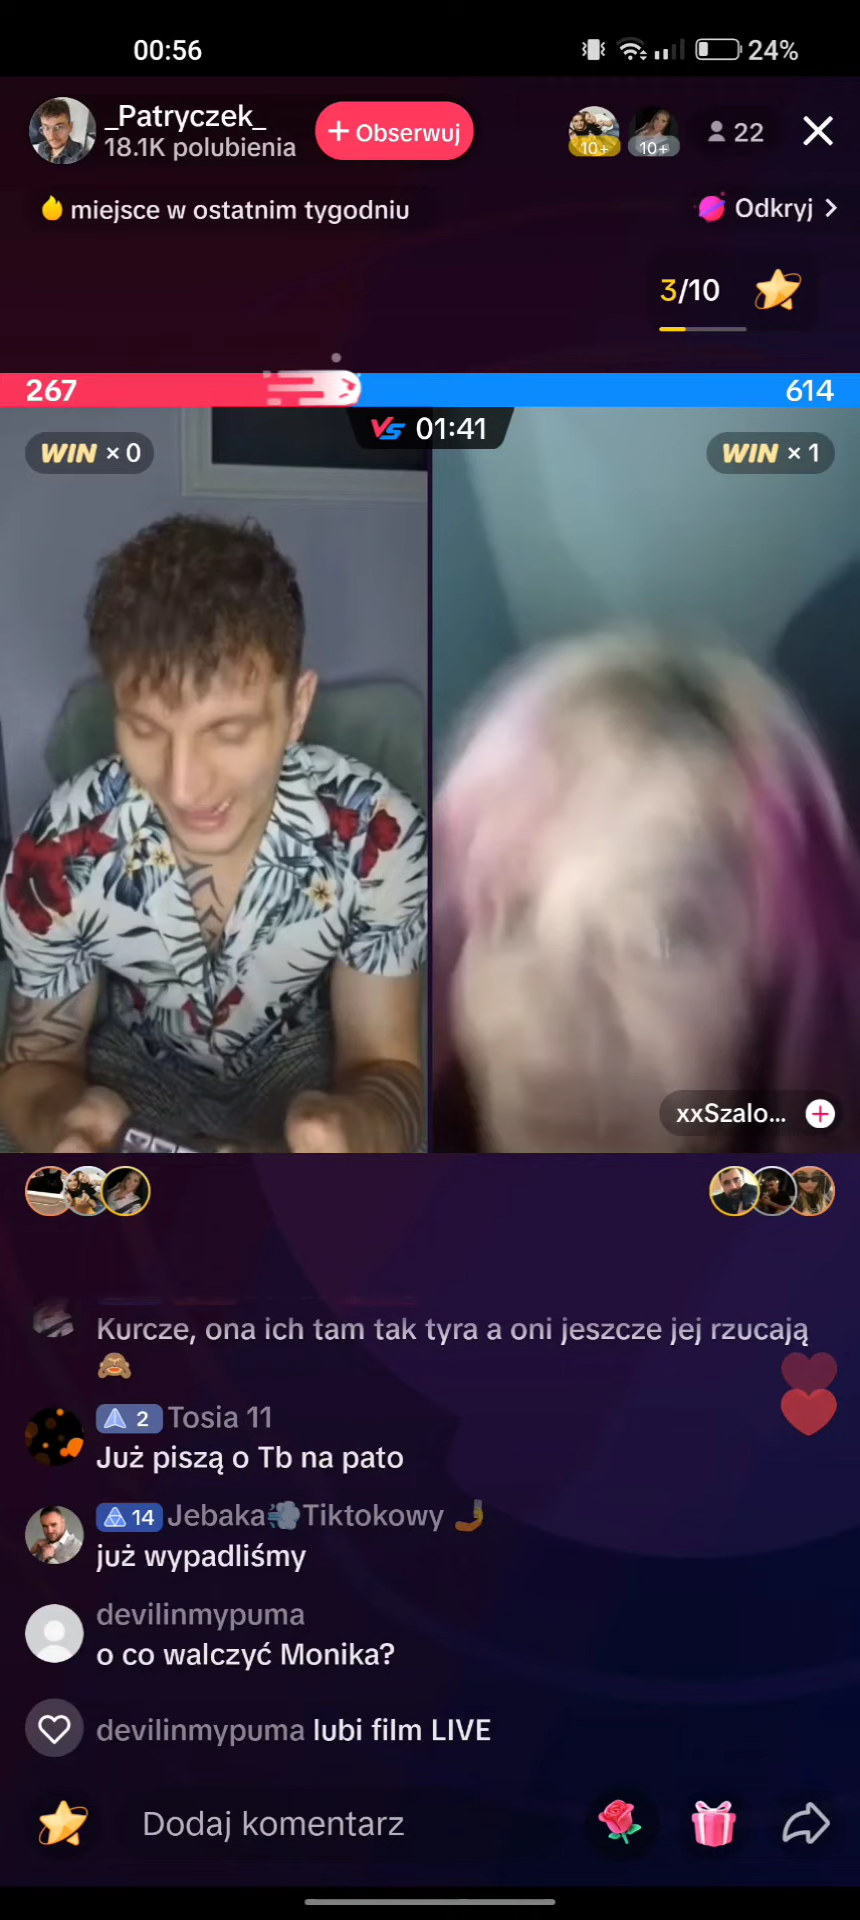 00:56
24%
_Patryczek_
18.1K polubienia
+ Obserwuj
10+
10+
22
miejsce w ostatnim tygodniu
Odkryj
3/10
267
614
VS 01:41
WIN × 0
WIN × 1
xxSzalo...
Kurcze, ona ich tam tak tyra a oni jeszcze jej rzucają
🙈
2 Tosia 11
Już piszą o Tb na pato
14 Jebaka💨Tiktokowy 🤳
już wypadliśmy
devilinmypuma
o co walczyć Monika?
devilinmypuma lubi film LIVE
Dodaj komentarz